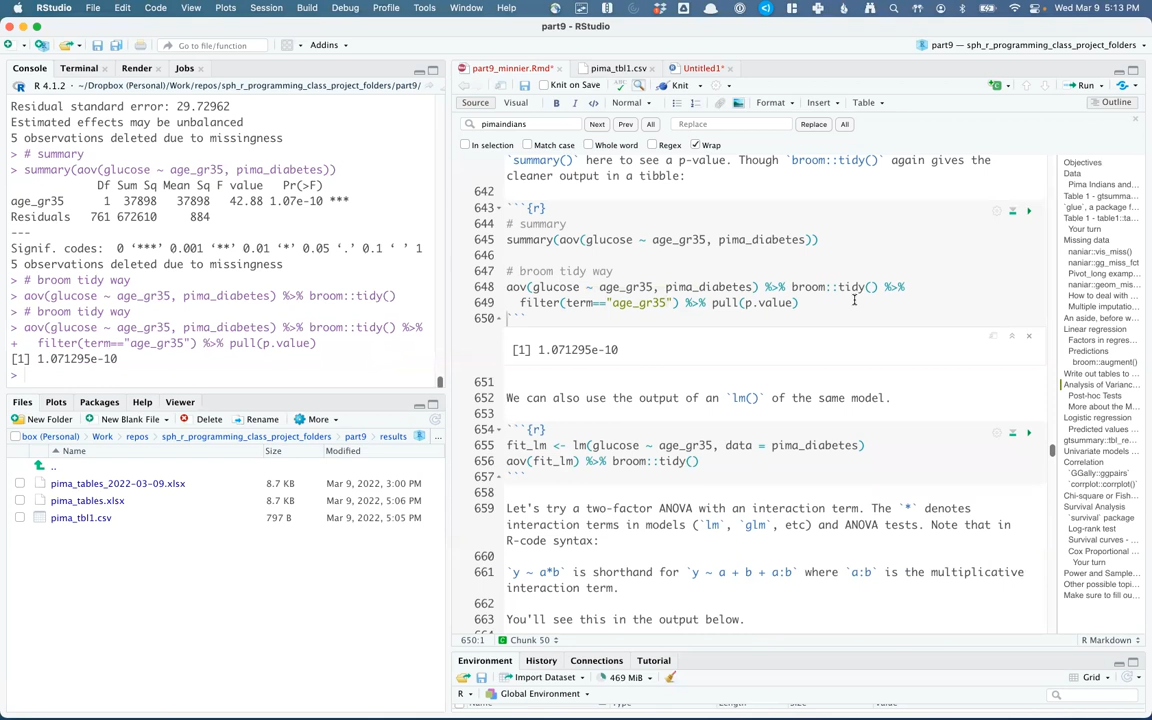 RStudio File Edit Code View Plots Session Build Debug Profile Tools Window Help Wed Mar 9 5:13 PM
part9 - RStudio
Go to file/function Addins part9 — sph_r_programming_class_project_folders
Console Terminal Render Jobs
R 4.1.2 · ~/Dropbox (Personal)/Work/repos/sph_r_programming_class_project_folders/part9/
Residual standard error: 29.72962
Estimated effects may be unbalanced
5 observations deleted due to missingness
> # summary
> summary(aov(glucose ~ age_gr35, pima_diabetes))
Df Sum Sq Mean Sq F value Pr(>F)
age_gr35 1 37898 37898 42.88 1.07e-10 ***
Residuals 761 672610 884
---
Signif. codes: 0 ‘***’ 0.001 ‘**’ 0.01 ‘*’ 0.05 ‘.’ 0.1 ‘ ’ 1
5 observations deleted due to missingness
> # broom tidy way
> aov(glucose ~ age_gr35, pima_diabetes) %>% broom::tidy()
> # broom tidy way
> aov(glucose ~ age_gr35, pima_diabetes) %>% broom::tidy() %>%
+ filter(term=="age_gr35") %>% pull(p.value)
[1] 1.071295e-10
>
Files Plots Packages Help Viewer
New Folder New Blank File Delete Rename More
box (Personal) Work repos sph_r_programming_class_project_folders part9 results ...
Name Size Modified
..
pima_tables_2022-03-09.xlsx 8.7 KB Mar 9, 2022, 3:00 PM
pima_tables.xlsx 8.7 KB Mar 9, 2022, 5:06 PM
pima_tbl1.csv 797 B Mar 9, 2022, 5:05 PM
part9_minnier.Rmd* pima_tbl1.csv Untitled1*
Knit on Save Knit Run
Source Visual B I </> Normal Format Insert Table Outline
pimaindians Next Prev All Replace Replace All
In selection Match case Whole word Regex Wrap
`summary()` here to see a p-value. Though `broom::tidy()` again gives the
cleaner output in a tibble:
642
643 ```{r}
644 # summary
645 summary(aov(glucose ~ age_gr35, pima_diabetes))
646
647 # broom tidy way
648 aov(glucose ~ age_gr35, pima_diabetes) %>% broom::tidy() %>%
649 filter(term=="age_gr35") %>% pull(p.value)
650 ```
[1] 1.071295e-10
651
652 We can also use the output of an `lm()` of the same model.
653
654 ```{r}
655 fit_lm <- lm(glucose ~ age_gr35, data = pima_diabetes)
656 aov(fit_lm) %>% broom::tidy()
657 ```
658
659 Let's try a two-factor ANOVA with an interaction term. The `*` denotes
interaction terms in models (`lm`, `glm`, etc) and ANOVA tests. Note that in
R-code syntax:
660
661 `y ~ a*b` is shorthand for `y ~ a + b + a:b` where `a:b` is the multiplicative
interaction term.
662
663 You'll see this in the output below.
650:1 Chunk 50 R Markdown
Objectives
Data
Pima Indians and...
Table 1 - gtsumma...
`glue`, a package f...
Table 1 - table1::ta...
Your turn
Missing data
naniar::vis_miss()
naniar::gg_miss_fct
Pivot_long examp...
naniar::geom_mis...
How to deal with ...
Multiple imputatio...
An aside, before w...
Linear regression
Factors in regres...
Predictions
broom::augment()
Write out tables to ...
Analysis of Varianc...
Post-hoc Tests
More about the M...
Logistic regression
Predicted values ...
gtsummary::tbl_re...
Univariate models ...
Correlation
`GGally::ggpairs`
`corrplot::corrplot()`
Chi-square or Fish...
Survival Analysis
`survival` package
Log-rank test
Survival curves - ...
Cox Proportional ...
Your turn
Power and Sample...
Other possible topi...
Make sure to fill ou...
Environment History Connections Tutorial
Import Dataset 469 MiB Grid
R Global Environment